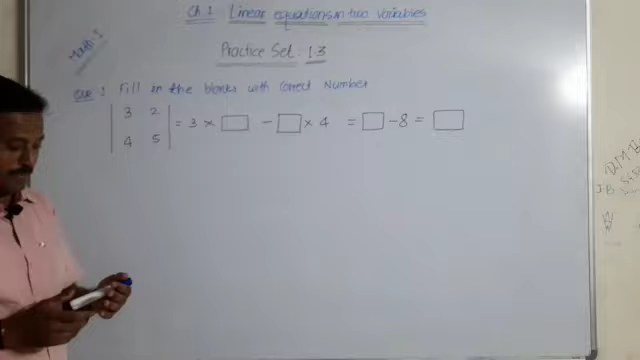 Ch 1 Linear equations in two variables
Math-I
Practice Set : 1.3
Que 1 Fill in the blanks with Correct Number
| 3 2 | = 3 × □ − □ × 4 = □ − 8 = □
| 4 5 |